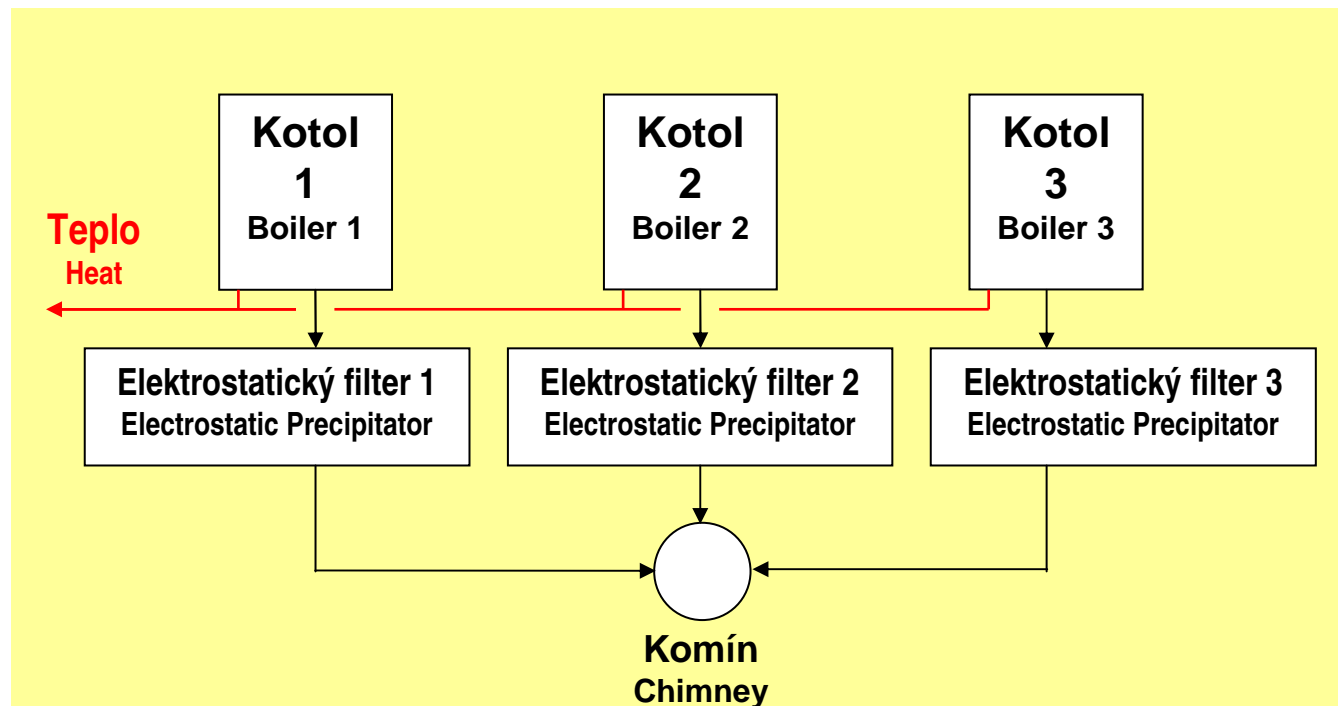 Kotol
1
Boiler 1
Kotol
2
Boiler 2
Kotol
3
Boiler 3
Teplo
Heat
Elektrostatický filter 1
Electrostatic Precipitator
Elektrostatický filter 2
Electrostatic Precipitator
Elektrostatický filter 3
Electrostatic Precipitator
Komín
Chimney